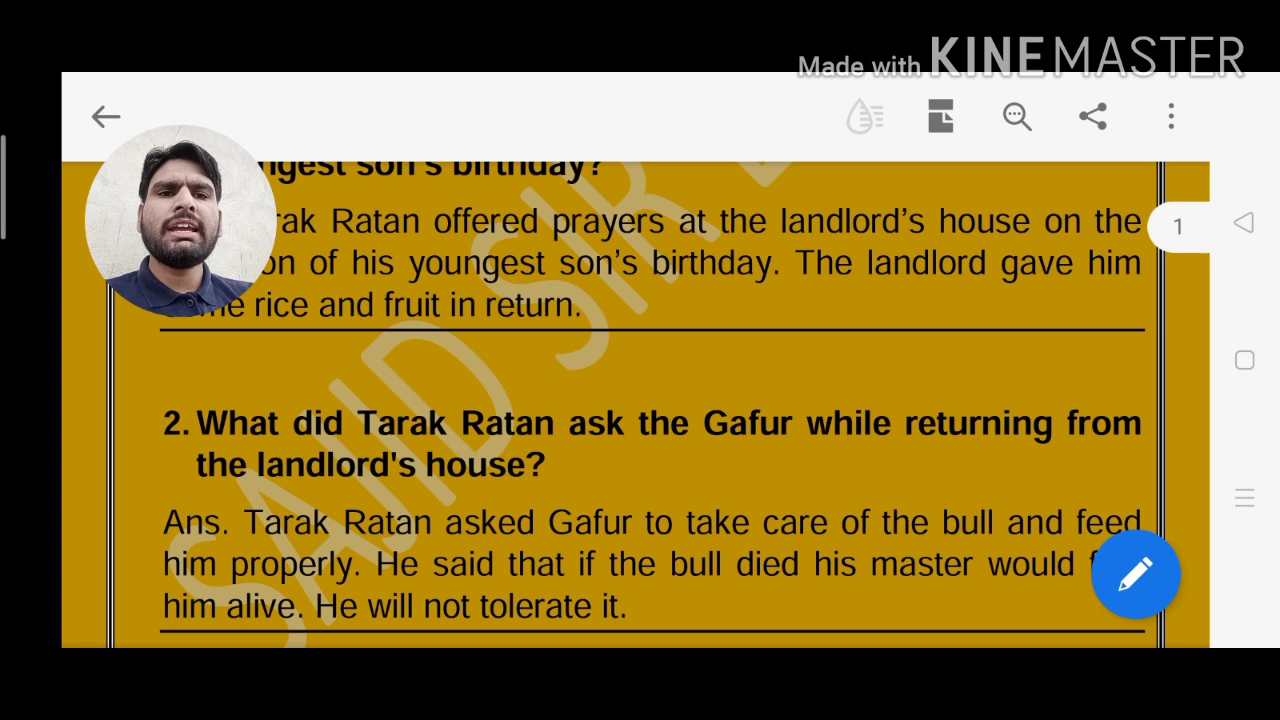 Made with KINEMASTER
son's birthday?
Ratan offered prayers at the landlord's house on the
1
of his youngest son's birthday. The landlord gave him
rice and fruit in return.
2. What did Tarak Ratan ask the Gafur while returning from
the landlord's house?
Ans. Tarak Ratan asked Gafur to take care of the bull and feed
him properly. He said that if the bull died his master would
him alive. He will not tolerate it.
SAJID SIR